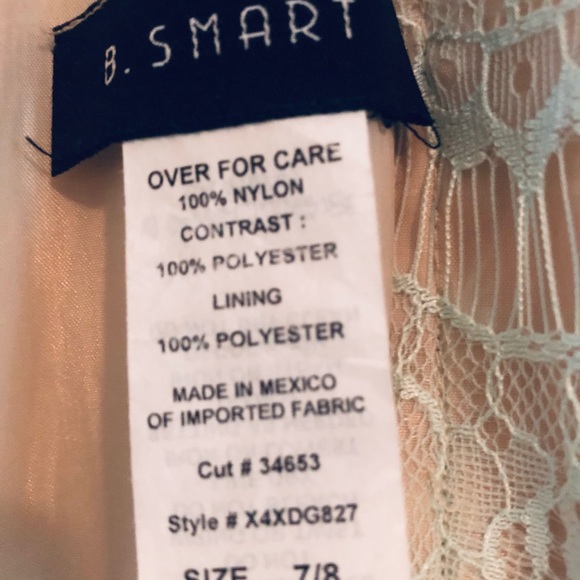 B. SMART
OVER FOR CARE
100% NYLON
CONTRAST :
100% POLYESTER
LINING
100% POLYESTER
MADE IN MEXICO
OF IMPORTED FABRIC
Cut # 34653
Style # X4XDG827
SIZE 7/8